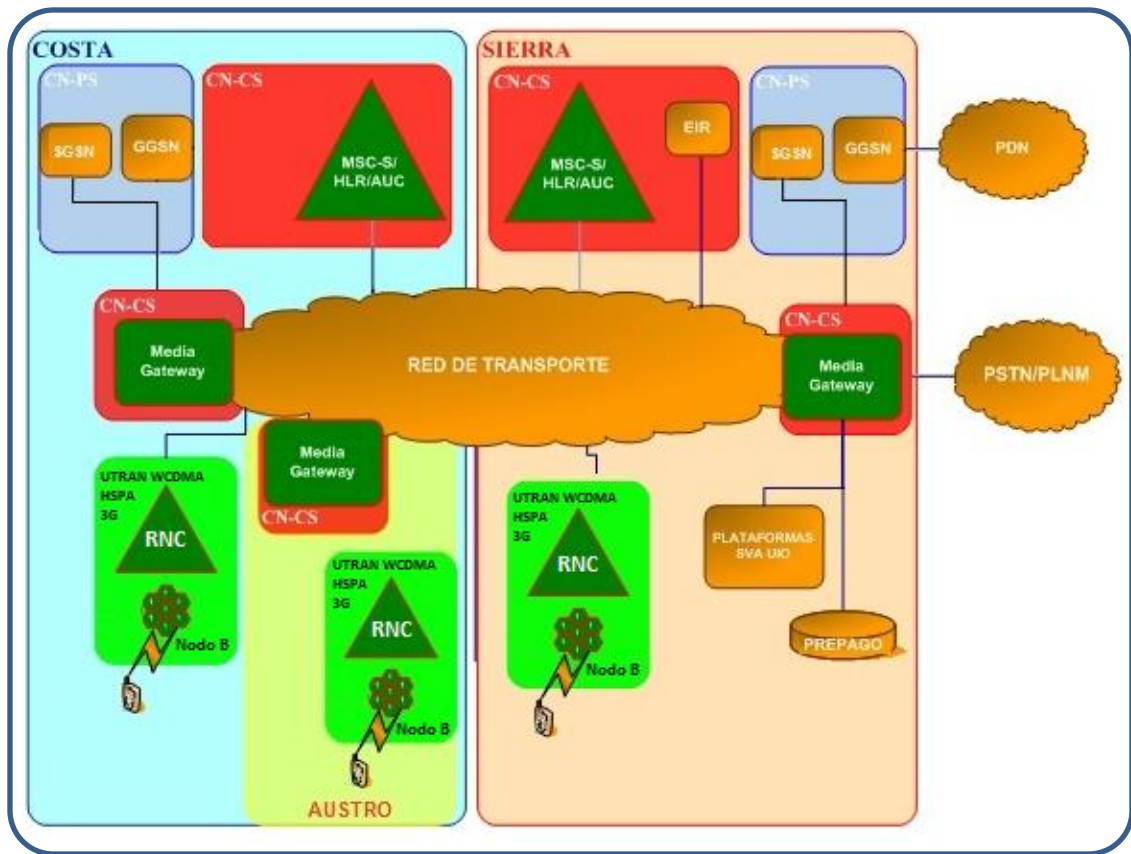 COSTA
CN-PS
SGSN
GGSN
CN-CS
MSC-S/
HLR/AUC
SIERRA
CN-CS
MSC-S/
HLR/AUC
EIR
CN-PS
SGSN
GGSN
PDN
CN-CS
Media
Gateway
RED DE TRANSPORTE
CN-CS
Media
Gateway
PSTN/PLNM
Media
Gateway
CN-CS
UTRAN WCDMA
HSPA
3G
RNC
Nodo B
UTRAN WCDMA
HSPA
3G
RNC
Nodo B
AUSTRO
UTRAN WCDMA
HSPA
3G
RNC
Nodo B
PLATAFORMAS
SVA UIO
PREPAGO